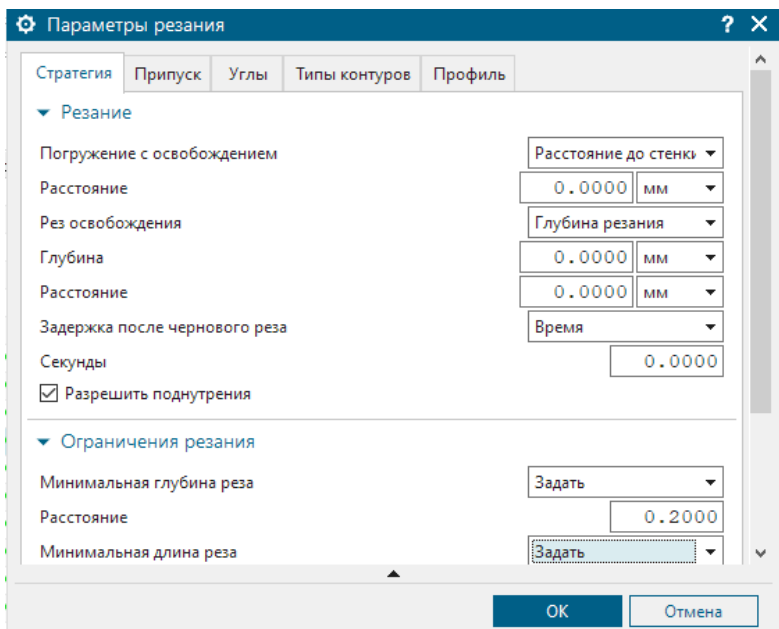 Параметры резания ?
Стратегия Припуск Углы Типы контуров Профиль
Резание
Погружение с освобождением Расстояние до стенки
Расстояние 0.0000 мм
Рез освобождения Глубина резания
Глубина 0.0000 мм
Расстояние 0.0000 мм
Задержка после чернового реза Время
Секунды 0.0000
Разрешить поднутрения
Ограничения резания
Минимальная глубина реза Задать
Расстояние 0.2000
Минимальная длина реза Задать
OK Отмена